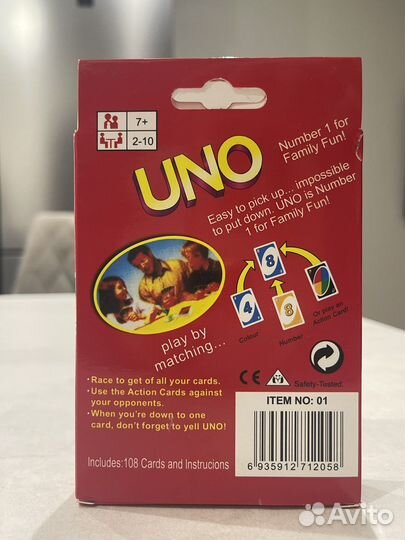 7+
2-10
UNO
Number 1 for
Family Fun!
Easy to pick up... impossible
to put down. UNO is Number
1 for Family Fun!
8
4
8
play by
matching...
Colour
Number
Or play an
Action Card!
CE
Safety-Tested.
• Race to get of all your cards.
• Use the Action Cards against
your opponents.
• When you're down to one
card, don't forget to yell UNO!
ITEM NO: 01
6 935912 712058
Includes:108 Cards and Instrucions
Avito